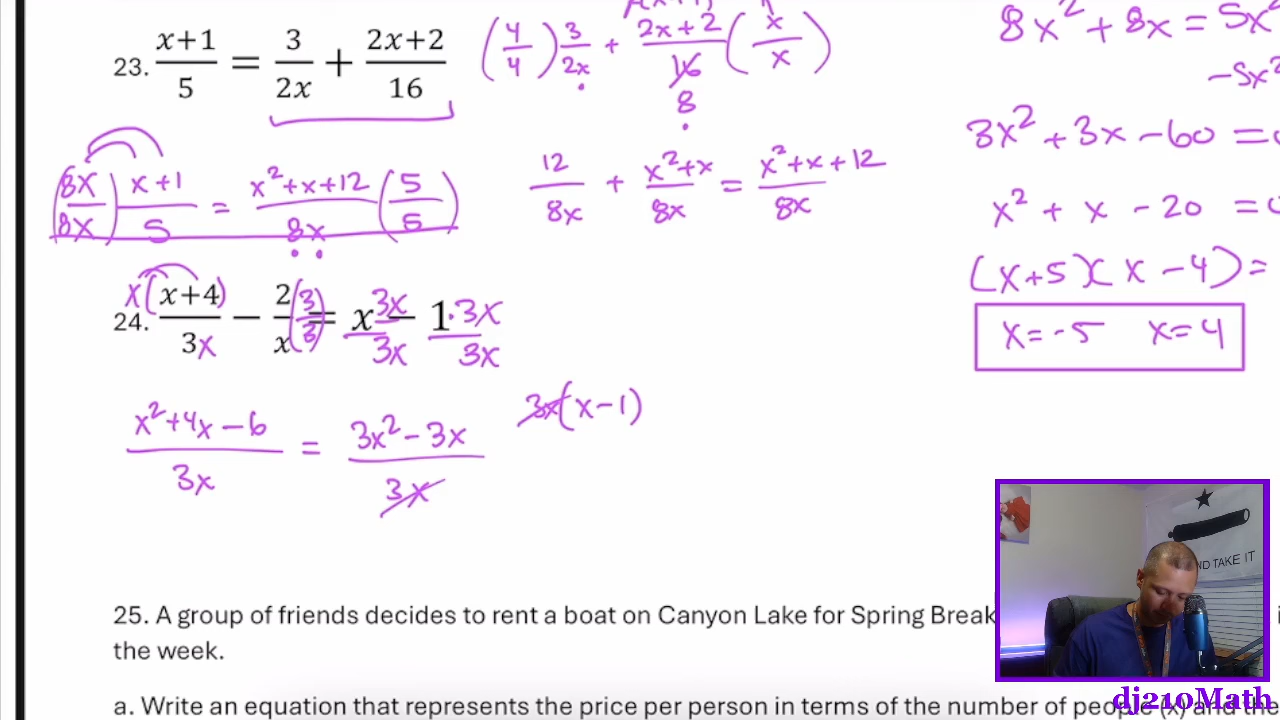 23. (x+1)/5 = 3/(2x) + (2x+2)/16 (4/4) 3/(2x) + (2x+2)/16 (x/x)
8
8x² + 8x = 5x²
-5x²
(8x/8x) (x+1)/5 = (x²+x+12)/(8x) (5/5)
12/(8x) + (x²+x)/(8x) = (x²+x+12)/(8x)
3x² + 3x - 60 =
x² + x - 20 =
(x+5)(x-4) =
x = -5 x = 4
24. x(x+4)/(3x) - 2/x (3/3) = x 3x/3x - 1·3x/3x
(x²+4x-6)/(3x) = (3x²-3x)/(3x)
3x(x-1)
25. A group of friends decides to rent a boat on Canyon Lake for Spring Break
the week.
a. Write an equation that represents the price per person in terms of the number of people (x) and the
AND TAKE IT
dj210Math